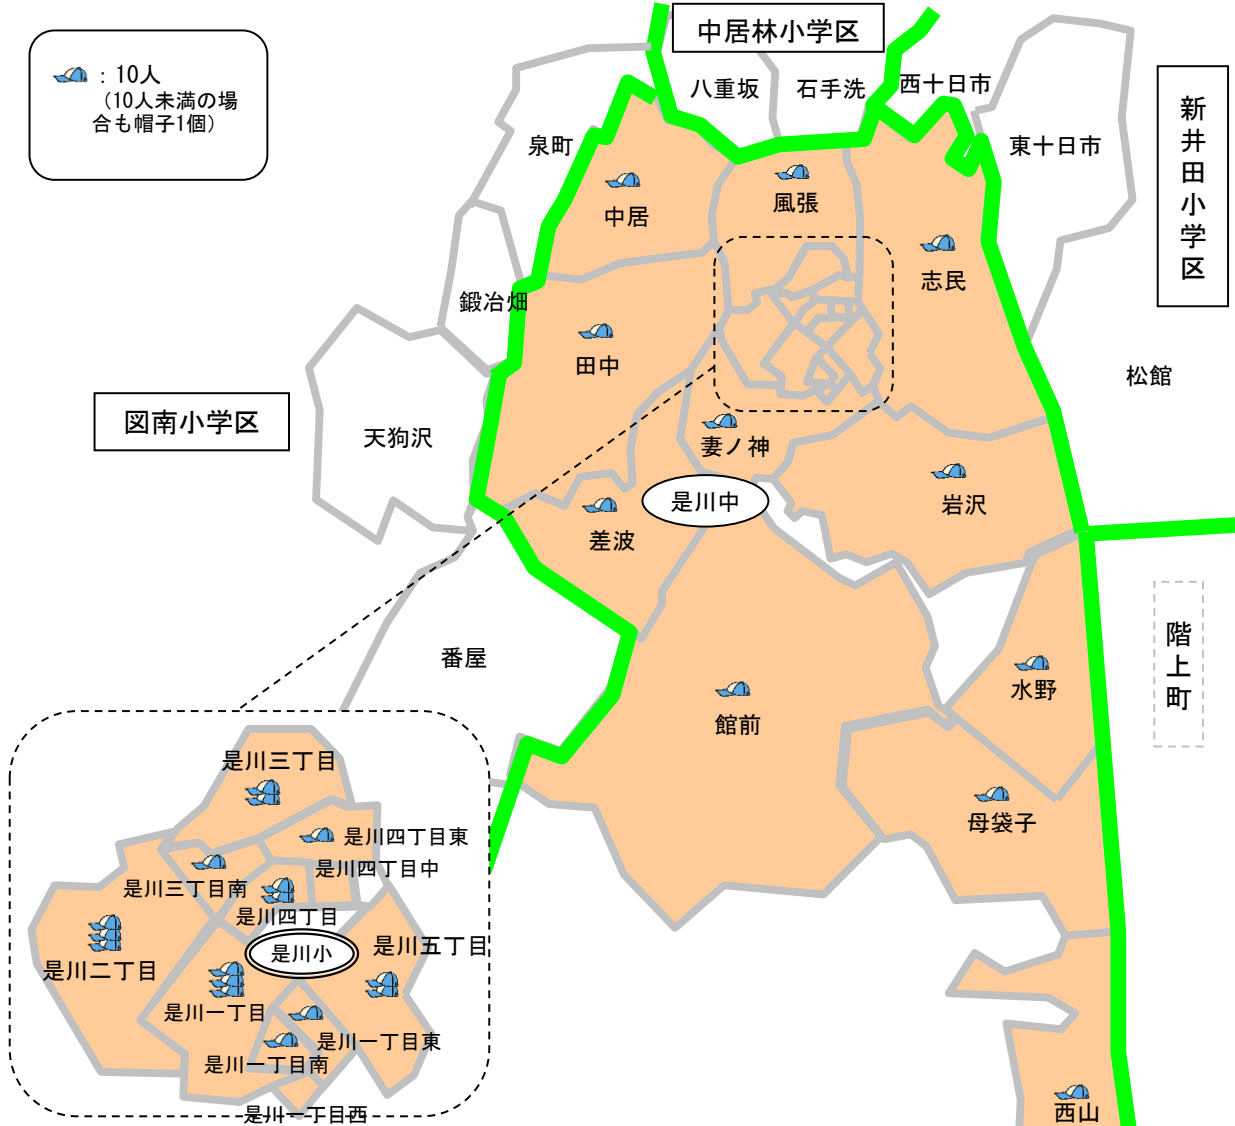 中居林小学区
:10人
(10人未満の場
合も帽子1個)
八重坂
石手洗
西十日市
新井田小学区
泉町
東十日市
中居
風張
志民
鍛冶畑
田中
松館
図南小学区
天狗沢
妻ノ神
是川中
岩沢
差波
階上町
番屋
水野
館前
是川三丁目
母袋子
是川四丁目東
是川四丁目中
是川三丁目南
是川四丁目
是川小
是川五丁目
是川二丁目
是川一丁目
是川一丁目東
是川一丁目南
是川一丁目西
西山